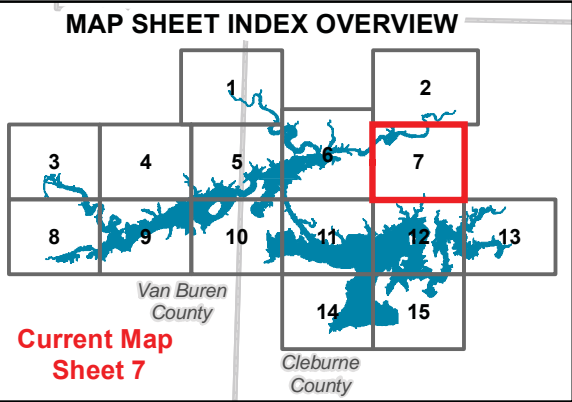 MAP SHEET INDEX OVERVIEW
1
2
3
4
5
6
7
8
9
10
11
12
13
Van Buren
County
14
15
Current Map
Sheet 7
Cleburne
County